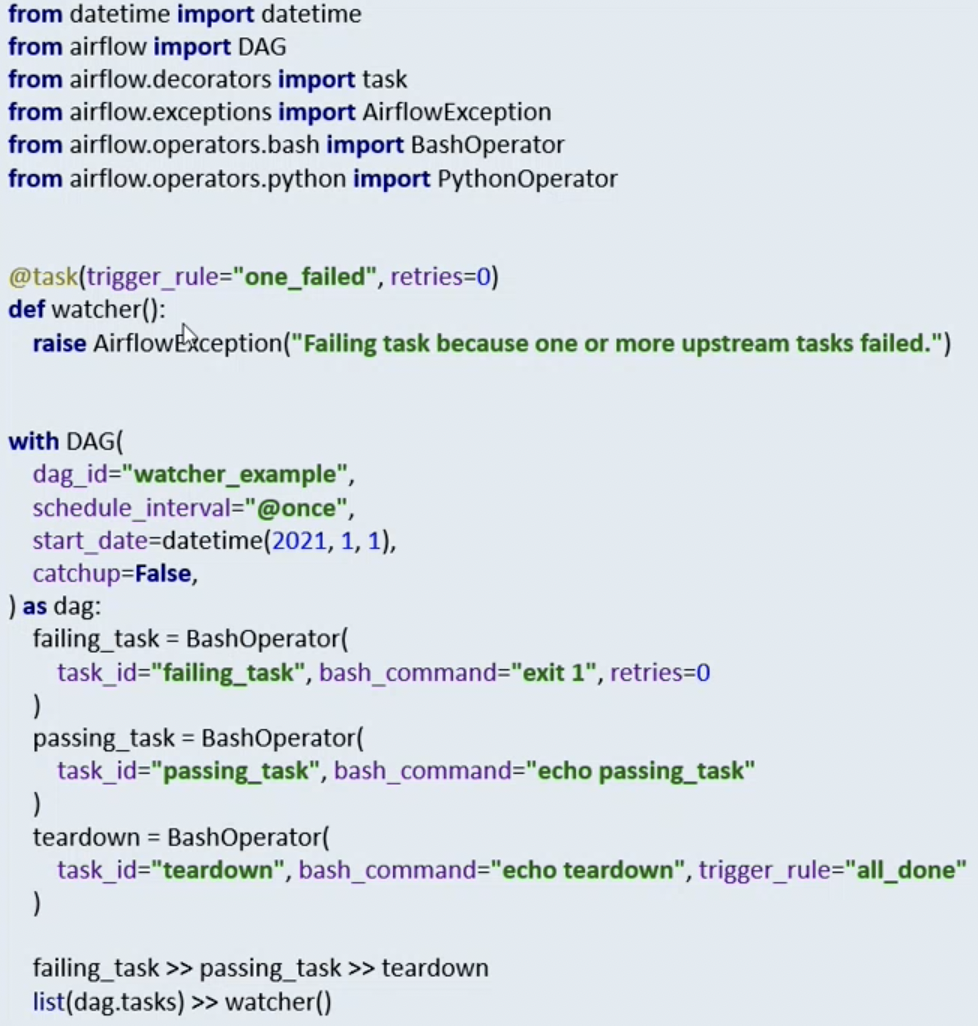 from datetime import datetime
from airflow import DAG
from airflow.decorators import task
from airflow.exceptions import AirflowException
from airflow.operators.bash import BashOperator
from airflow.operators.python import PythonOperator
@task(trigger_rule="one_failed", retries=0)
def watcher():
    raise AirflowException("Failing task because one or more upstream tasks failed.")
with DAG(
    dag_id="watcher_example",
    schedule_interval="@once",
    start_date=datetime(2021, 1, 1),
    catchup=False,
) as dag:
    failing_task = BashOperator(
        task_id="failing_task", bash_command="exit 1", retries=0
    )
    passing_task = BashOperator(
        task_id="passing_task", bash_command="echo passing_task"
    )
    teardown = BashOperator(
        task_id="teardown", bash_command="echo teardown", trigger_rule="all_done"
    )
    failing_task >> passing_task >> teardown
    list(dag.tasks) >> watcher()